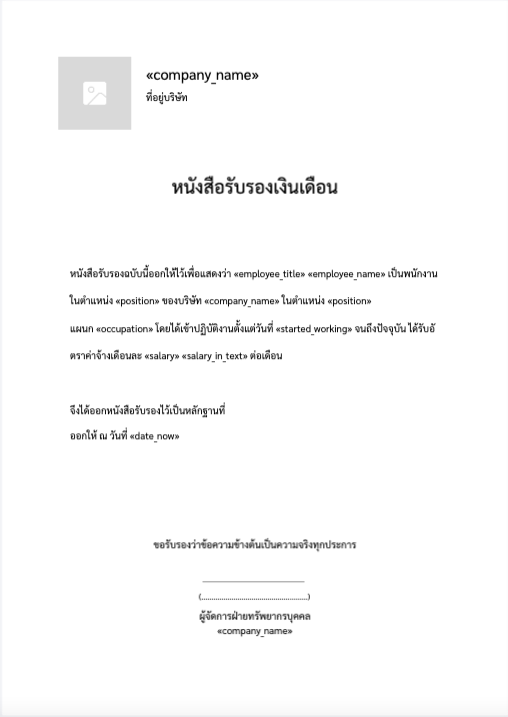 «company_name»
ที่อยู่บริษัท
หนังสือรับรองเงินเดือน
หนังสือรับรองฉบับนี้ออกให้ไว้เพื่อแสดงว่า «employee_title» «employee_name» เป็นพนักงาน
ในตำแหน่ง «position» ของบริษัท «company_name» ในตำแหน่ง «position»
แผนก «occupation» โดยได้เข้าปฏิบัติงานตั้งแต่วันที่ «started_working» จนถึงปัจจุบัน ได้รับอั
ตราค่าจ้างเดือนละ «salary» «salary_in_text» ต่อเดือน
จึงได้ออกหนังสือรับรองไว้เป็นหลักฐานที่
ออกให้ ณ วันที่ «date_now»
ขอรับรองว่าข้อความข้างต้นเป็นความจริงทุกประการ
______________________
(......................................................)
ผู้จัดการฝ่ายทรัพยากรบุคคล
«company_name»